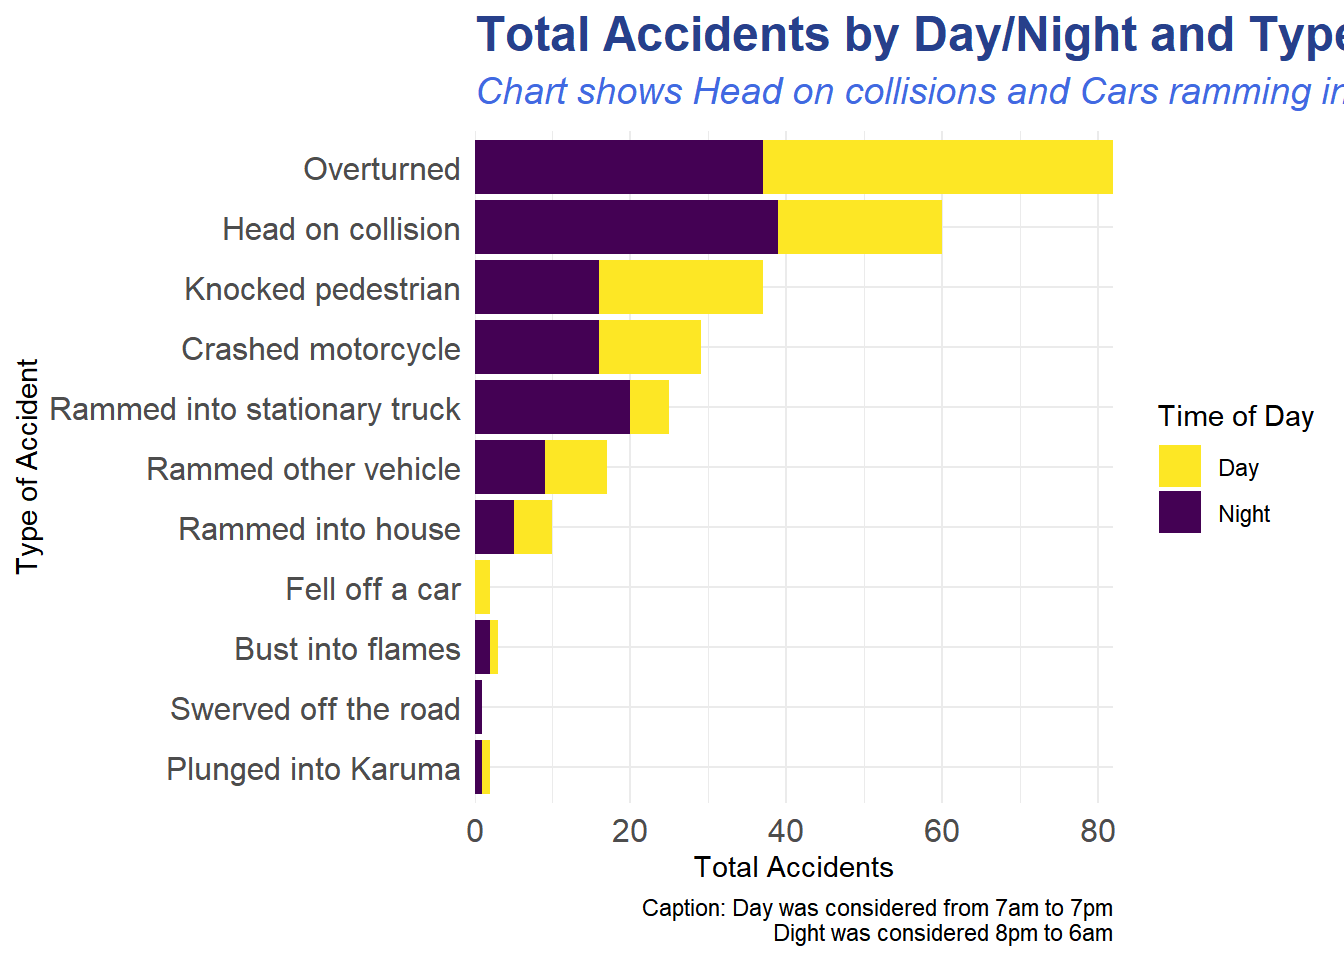 Total Accidents by Day/Night and Type
Chart shows Head on collisions and Cars ramming in
Overturned
Head on collision
Knocked pedestrian
Crashed motorcycle
Rammed into stationary truck
Rammed other vehicle
Rammed into house
Fell off a car
Bust into flames
Swerved off the road
Plunged into Karuma
Type of Accident
0 20 40 60 80
Total Accidents
Time of Day
Day
Night
Caption: Day was considered from 7am to 7pm
Dight was considered 8pm to 6am